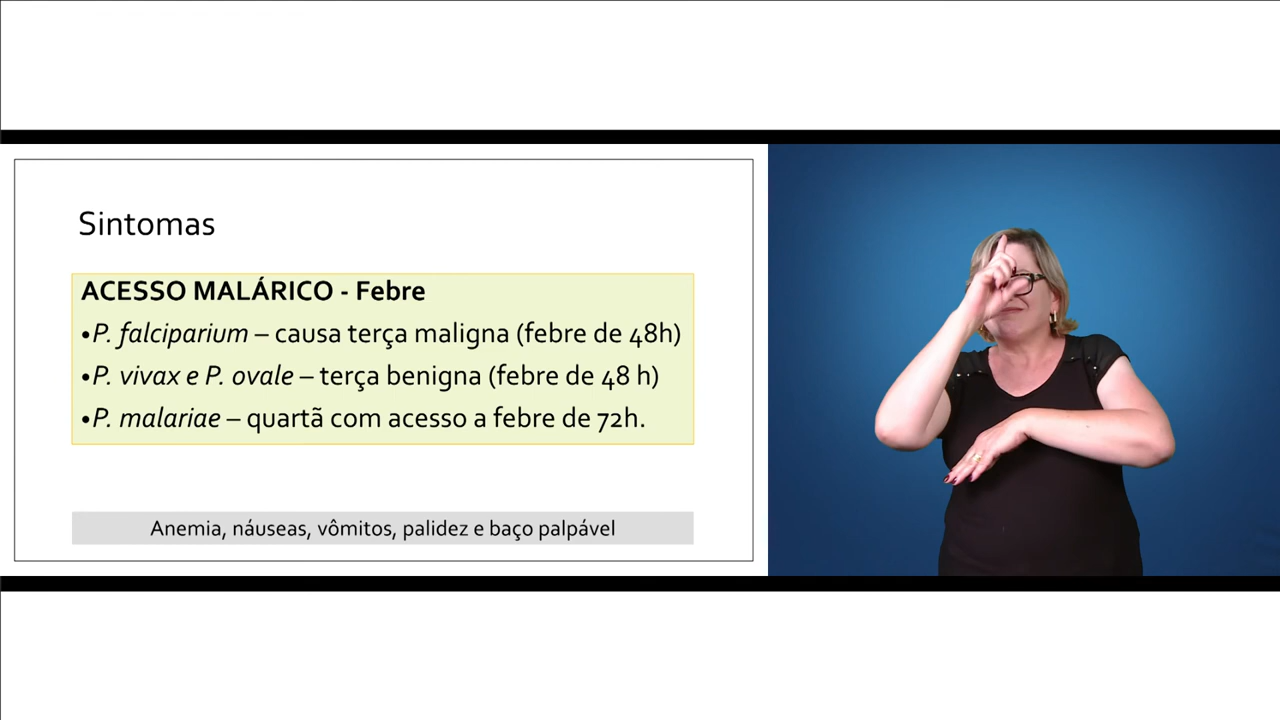 Sintomas
ACESSO MALÁRICO - Febre
•P. falciparium – causa terça maligna (febre de 48h)
•P. vivax e P. ovale – terça benigna (febre de 48 h)
•P. malariae – quartã com acesso a febre de 72h.
Anemia, náuseas, vômitos, palidez e baço palpável